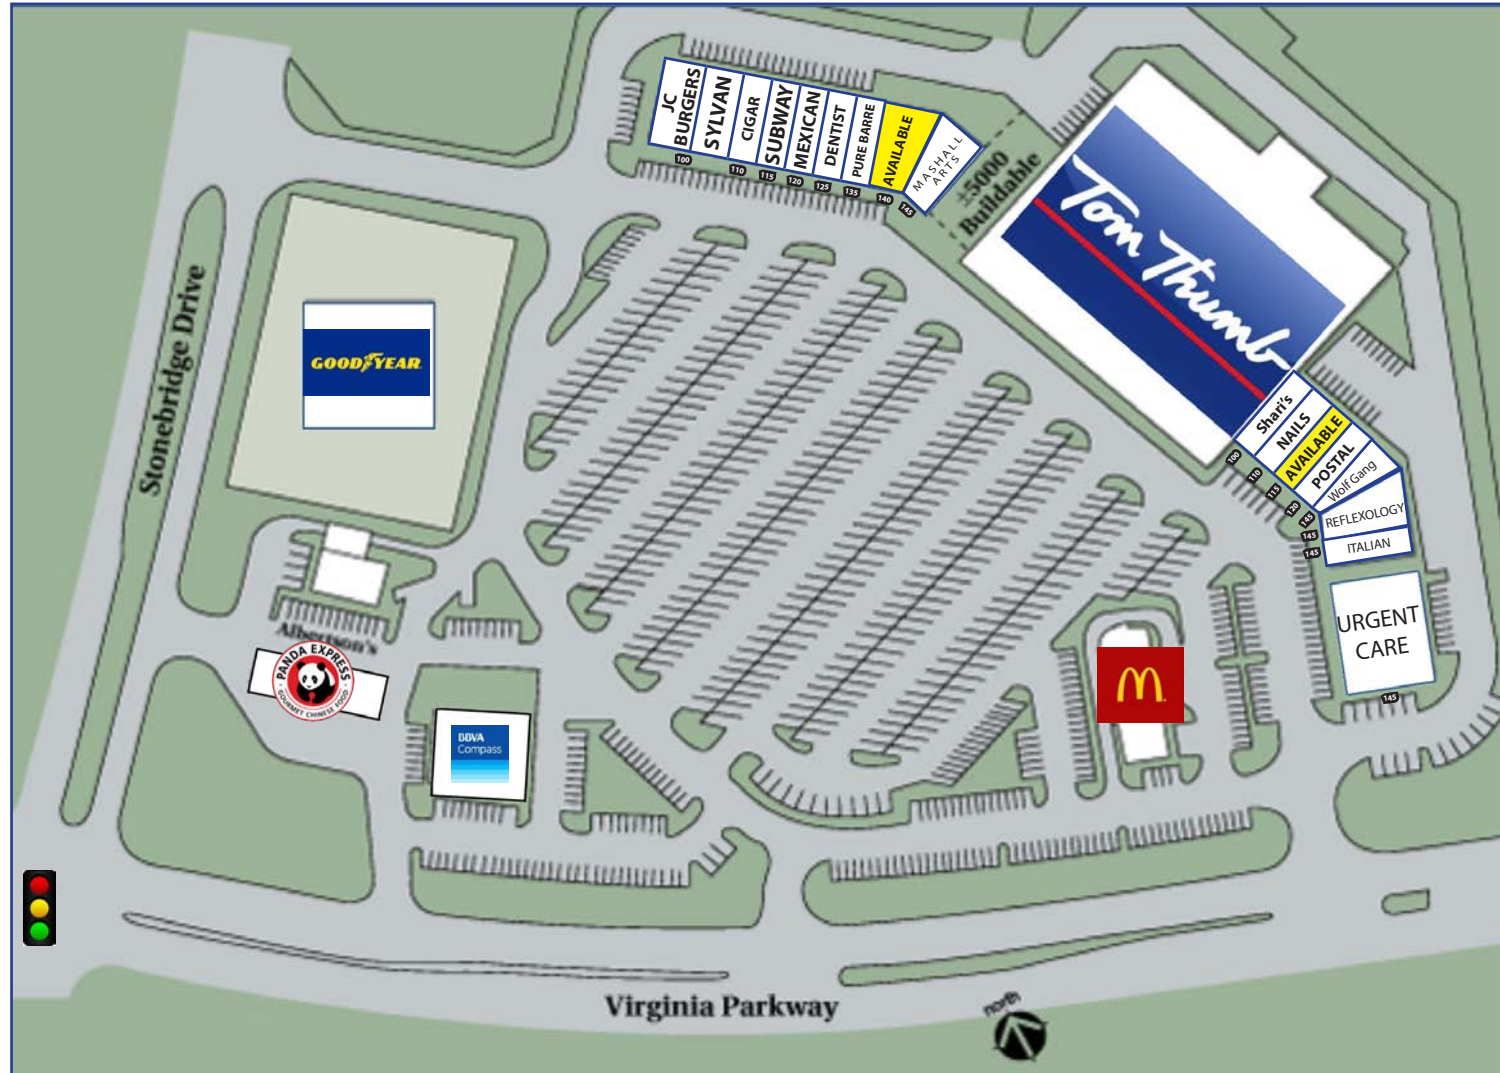 JC
BURGERS
SYLVAN
CIGAR
SUBWAY
MEXICAN
DENTIST
PURE BARRE
AVAILABLE
MASHALL
ARTS
100
110
115
120
125
135
140
145
±5000
Buildable
Tom Thumb
Shari's
NAILS
AVAILABLE
POSTAL
Wolf Gang
REFLEXOLOGY
ITALIAN
100
110
115
120
145
145
145
URGENT
CARE
145
GOODYEAR
Stonebridge Drive
Albertson's
PANDA EXPRESS
GOURMET CHINESE FOOD
BBVA
Compass
M
Virginia Parkway
north